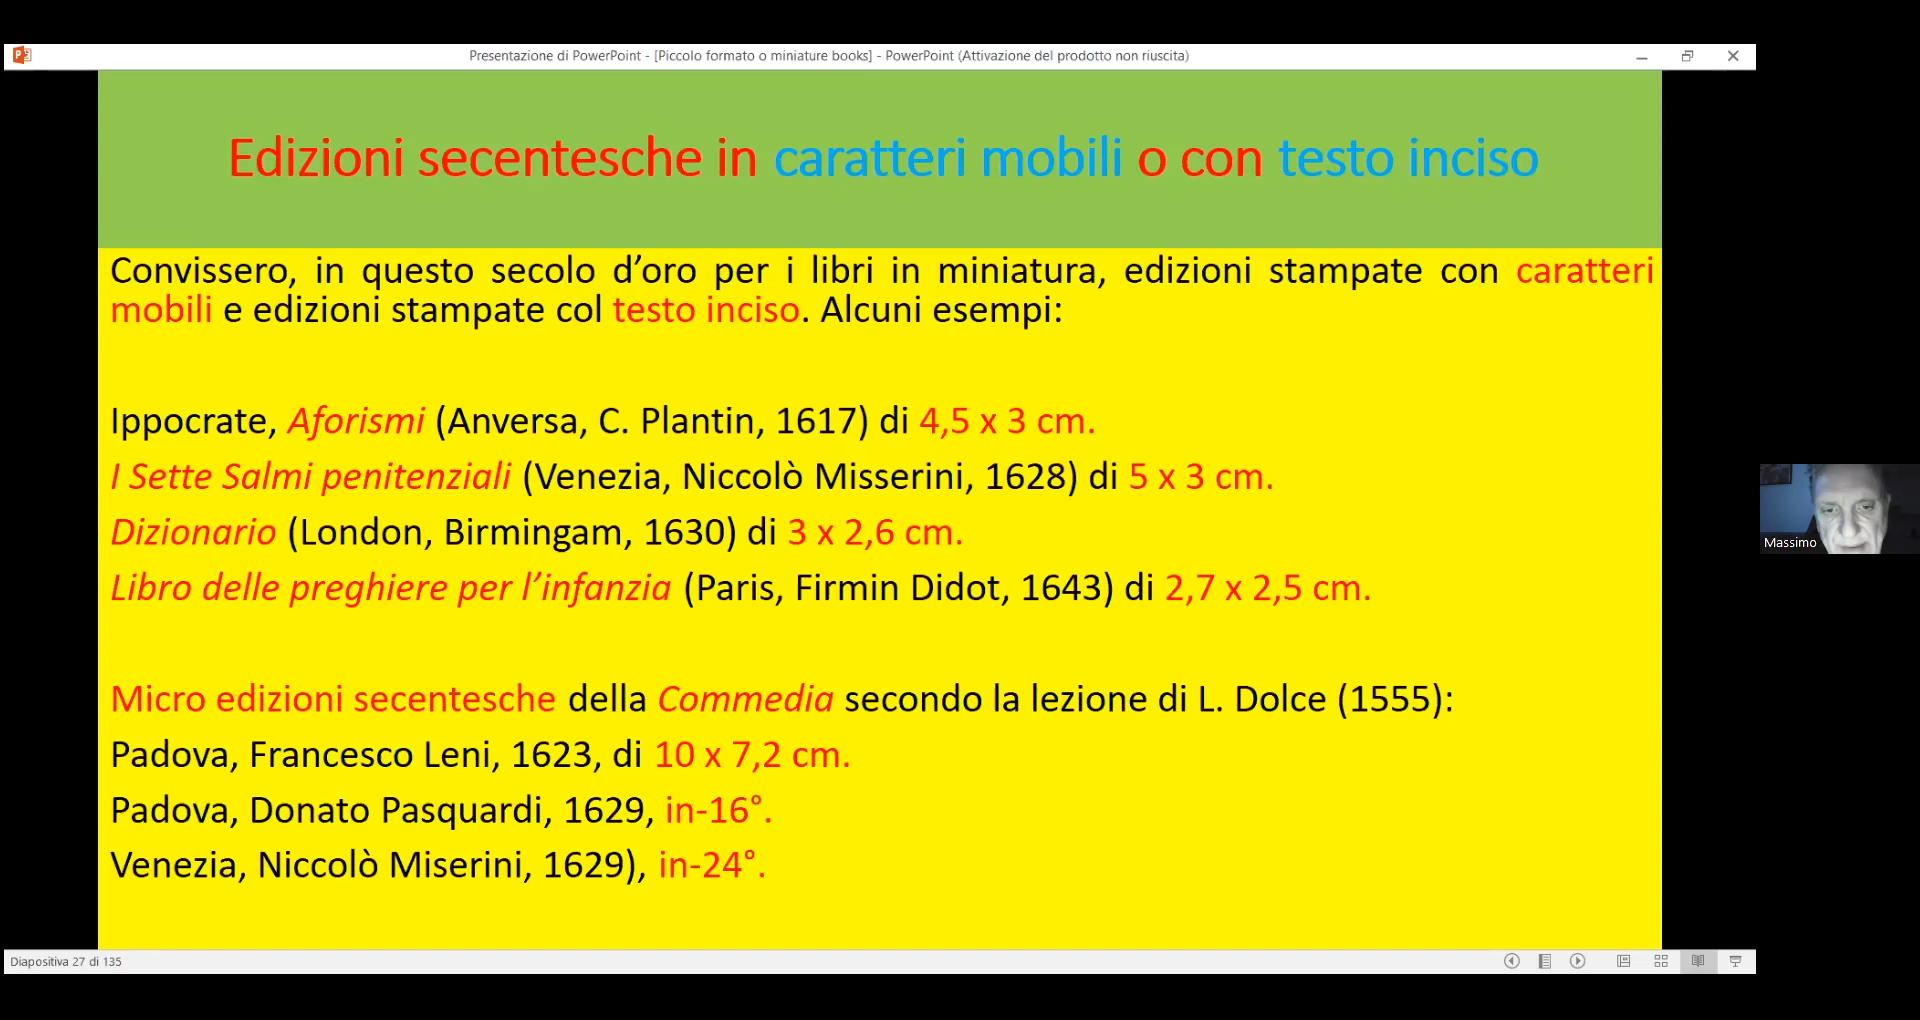 Presentazione di PowerPoint - [Piccolo formato o miniature books] - PowerPoint (Attivazione del prodotto non riuscita)
Edizioni secentesche in caratteri mobili o con testo inciso
Convissero, in questo secolo d’oro per i libri in miniatura, edizioni stampate con caratteri
mobili e edizioni stampate col testo inciso. Alcuni esempi:
Ippocrate, Aforismi (Anversa, C. Plantin, 1617) di 4,5 x 3 cm.
I Sette Salmi penitenziali (Venezia, Niccolò Misserini, 1628) di 5 x 3 cm.
Dizionario (London, Birmingam, 1630) di 3 x 2,6 cm.
Libro delle preghiere per l’infanzia (Paris, Firmin Didot, 1643) di 2,7 x 2,5 cm.
Micro edizioni secentesche della Commedia secondo la lezione di L. Dolce (1555):
Padova, Francesco Leni, 1623, di 10 x 7,2 cm.
Padova, Donato Pasquardi, 1629, in-16°.
Venezia, Niccolò Miserini, 1629), in-24°.
Massimo
Diapositiva 27 di 135